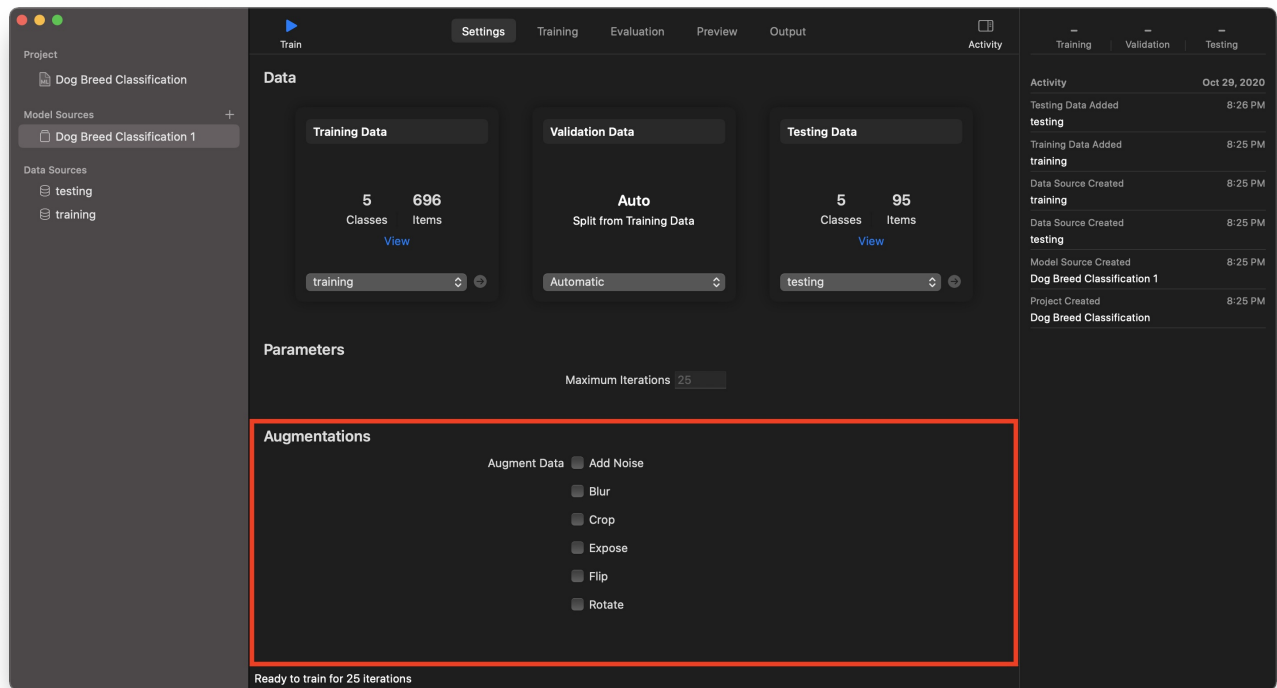 Project
Dog Breed Classification
Model Sources +
Dog Breed Classification 1
Data Sources
testing
training
Train
Settings Training Evaluation Preview Output
Activity
Data
Training Data
5 696
Classes Items
View
training
Validation Data
Auto
Split from Training Data
Automatic
Testing Data
5 95
Classes Items
View
testing
Parameters
Maximum Iterations 25
Augmentations
Augment Data Add Noise
Blur
Crop
Expose
Flip
Rotate
Ready to train for 25 iterations
– – –
Training Validation Testing
Activity Oct 29, 2020
Testing Data Added 8:26 PM
testing
Training Data Added 8:25 PM
training
Data Source Created 8:25 PM
training
Data Source Created 8:25 PM
testing
Model Source Created 8:25 PM
Dog Breed Classification 1
Project Created 8:25 PM
Dog Breed Classification